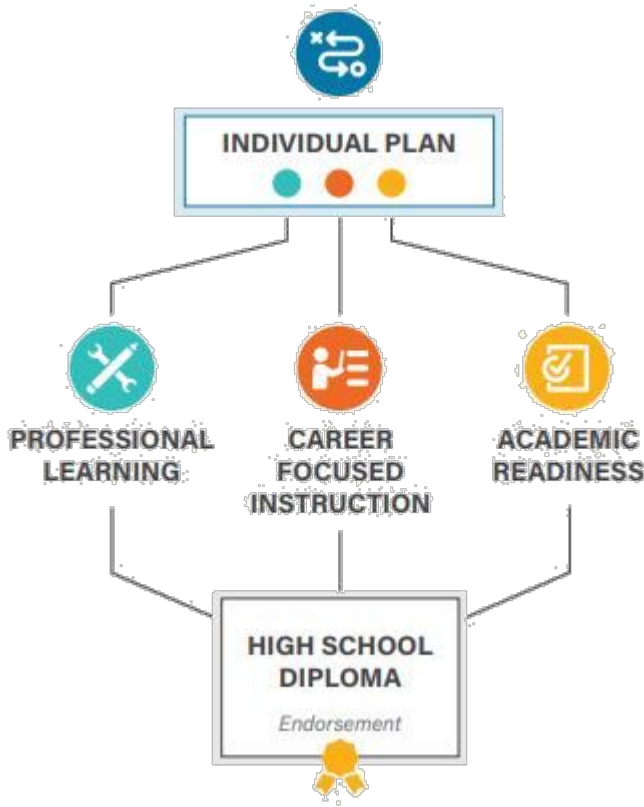 INDIVIDUAL PLAN
PROFESSIONAL
LEARNING
CAREER
FOCUSED
INSTRUCTION
ACADEMIC
READINESS
HIGH SCHOOL
DIPLOMA
Endorsement